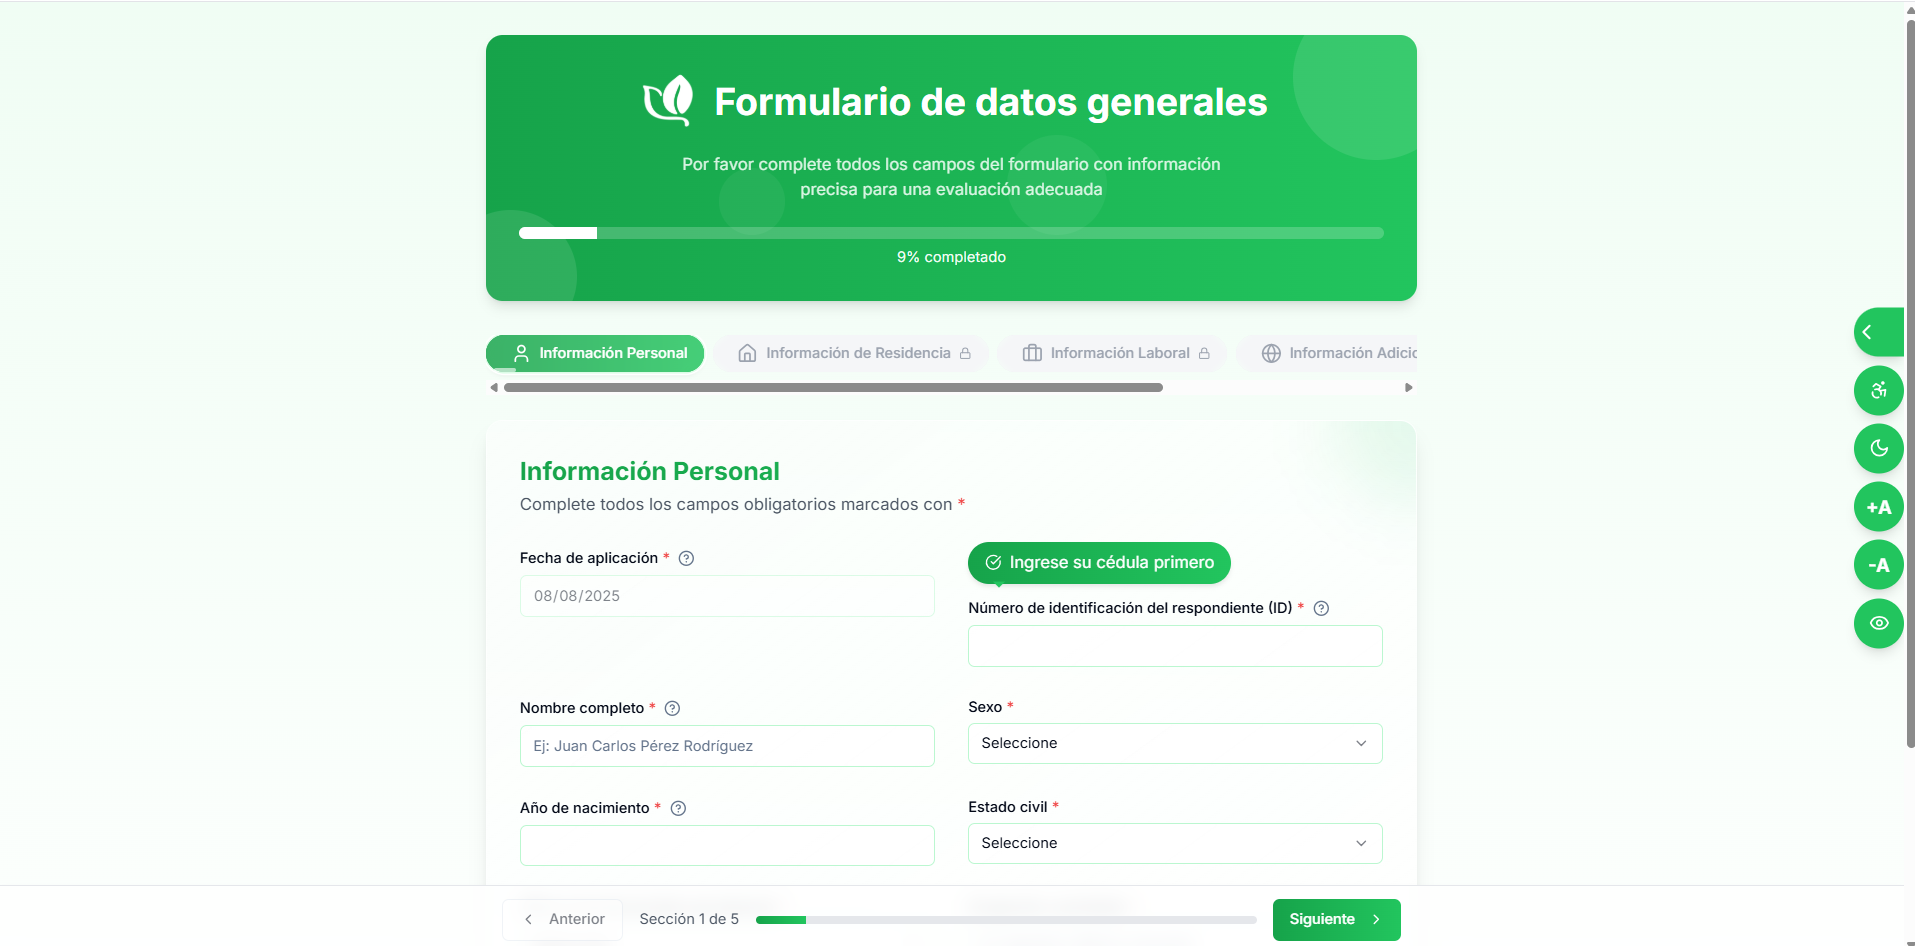 Formulario de datos generales
Por favor complete todos los campos del formulario con información
precisa para una evaluación adecuada
9% completado
Información Personal
Información de Residencia
Información Laboral
Información Adicio
Información Personal
Complete todos los campos obligatorios marcados con *
Fecha de aplicación *
08/08/2025
Ingrese su cédula primero
Número de identificación del respondiente (ID) *
Nombre completo *
Ej: Juan Carlos Pérez Rodríguez
Sexo *
Seleccione
Año de nacimiento *
Estado civil *
Seleccione
Anterior
Sección 1 de 5
Siguiente
+A
-A